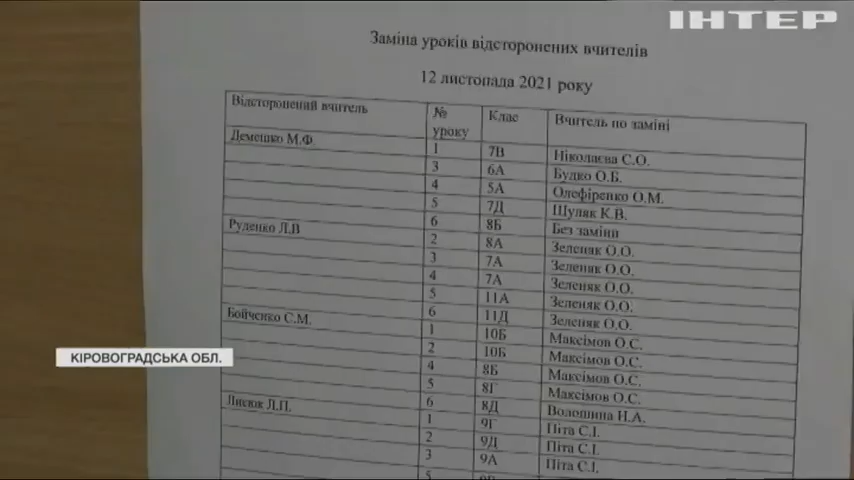 ІНТЕР
Заміна уроків відсторонених вчителів
12 листопада 2021 року
Відсторонений вчитель № уроку Клас Вчитель по заміні
Демешко М.Ф. 1 7В Ніколаєва С.О.
3 6А Будко О.Б.
4 5А Олефіренко О.М.
5 7Д Шуляк К.В.
6 8Б Без заміни
Руденко Л.В 2 8А Зеленяк О.О.
3 7А Зеленяк О.О.
4 7А Зеленяк О.О.
5 11А Зеленяк О.О.
6 11Д Зеленяк О.О.
Бойченко С.М. 1 10Б Максімов О.С.
2 10Б Максімов О.С.
4 8Б Максімов О.С.
5 8Г Максімов О.С.
6 8Д Волошина Н.А.
Лисюк Л.П. 1 9Г Піта С.І.
2 9Д Піта С.І.
3 9А Піта С.І.
КІРОВОГРАДСЬКА ОБЛ.